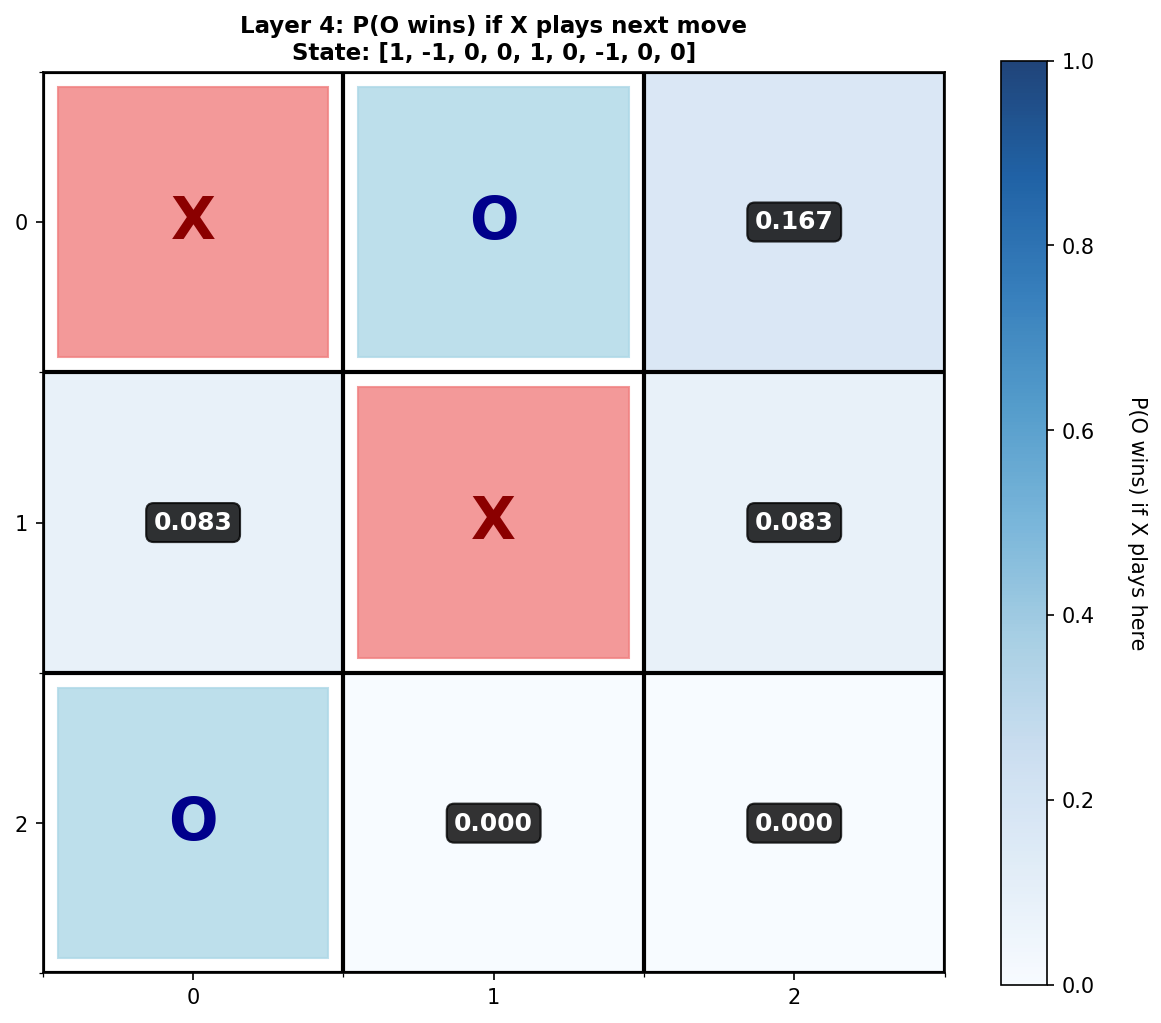 Layer 4: P(O wins) if X plays next move
State: [1, -1, 0, 0, 1, 0, -1, 0, 0]
0
X
O
0.167
1
0.083
X
0.083
2
O
0.000
0.000
0
1
2
1.0
0.8
0.6
0.4
0.2
0.0
P(O wins) if X plays here